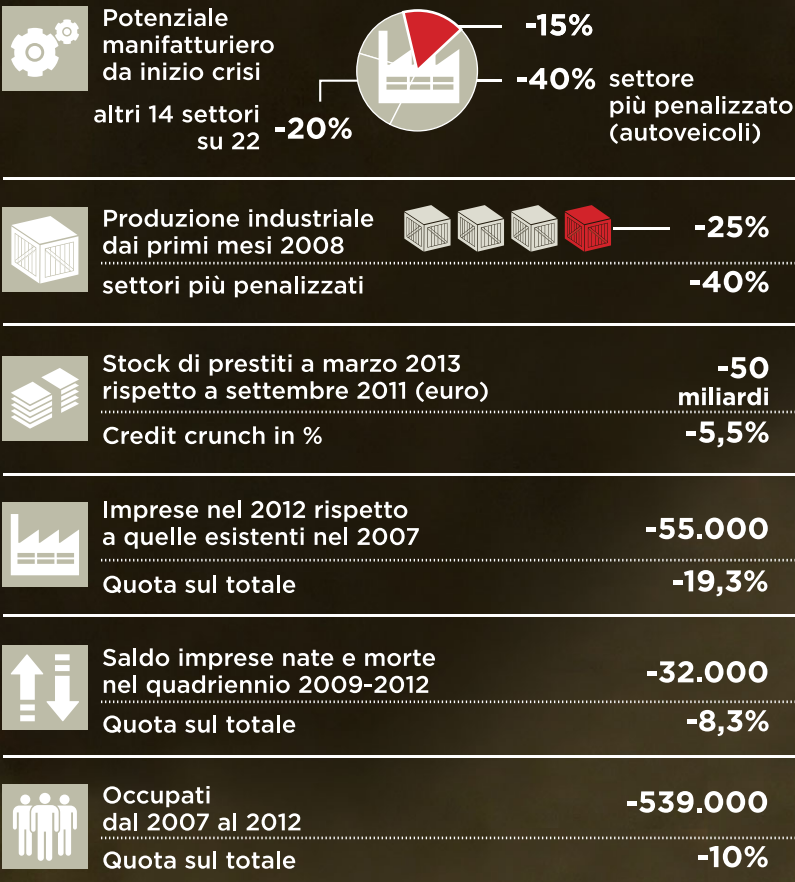 Potenziale
manifatturiero
da inizio crisi
-15%
-40% settore
più penalizzato
(autoveicoli)
altri 14 settori
su 22
-20%
Produzione industriale
dai primi mesi 2008
-25%
settori più penalizzati
-40%
Stock di prestiti a marzo 2013
rispetto a settembre 2011 (euro)
-50
miliardi
Credit crunch in %
-5,5%
Imprese nel 2012 rispetto
a quelle esistenti nel 2007
-55.000
Quota sul totale
-19,3%
Saldo imprese nate e morte
nel quadriennio 2009-2012
-32.000
Quota sul totale
-8,3%
Occupati
dal 2007 al 2012
-539.000
Quota sul totale
-10%